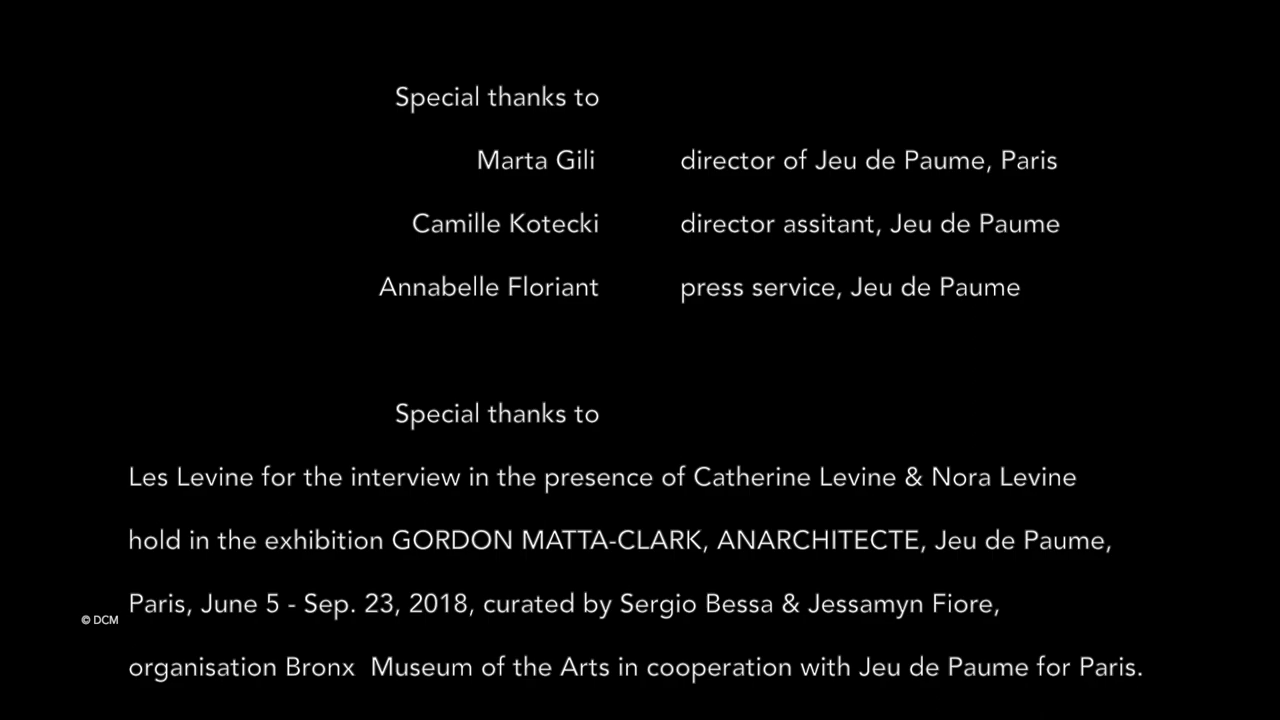 Special thanks to
Marta Gili director of Jeu de Paume, Paris
Camille Kotecki director assitant, Jeu de Paume
Annabelle Floriant press service, Jeu de Paume
Special thanks to
Les Levine for the interview in the presence of Catherine Levine & Nora Levine
hold in the exhibition GORDON MATTA-CLARK, ANARCHITECTE, Jeu de Paume,
Paris, June 5 - Sep. 23, 2018, curated by Sergio Bessa & Jessamyn Fiore,
© DCM
organisation Bronx  Museum of the Arts in cooperation with Jeu de Paume for Paris.